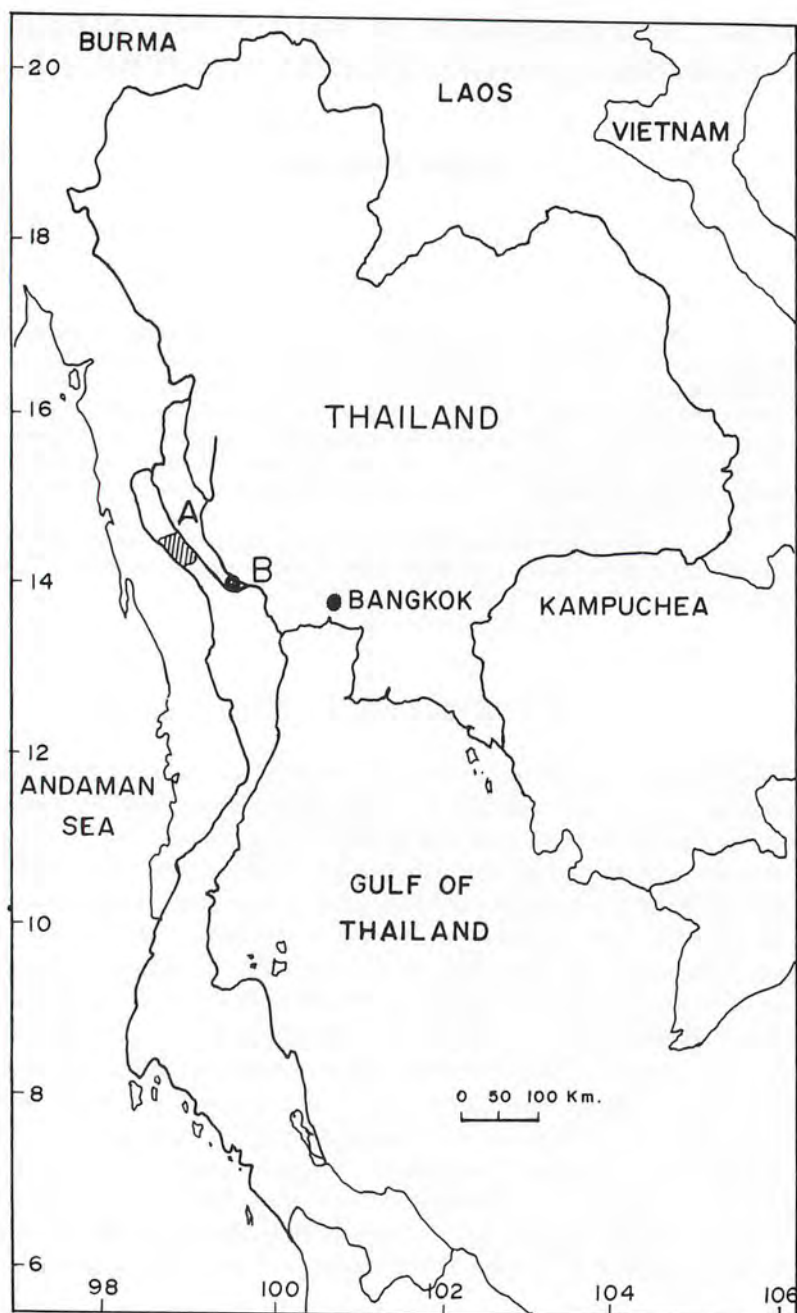 BURMA
20
LAOS
VIETNAM
18
16
THAILAND
A
14
B
BANGKOK
KAMPUCHEA
12
ANDAMAN
SEA
GULF OF
THAILAND
10
8
0 50 100 Km.
6
98
100
102
104
106